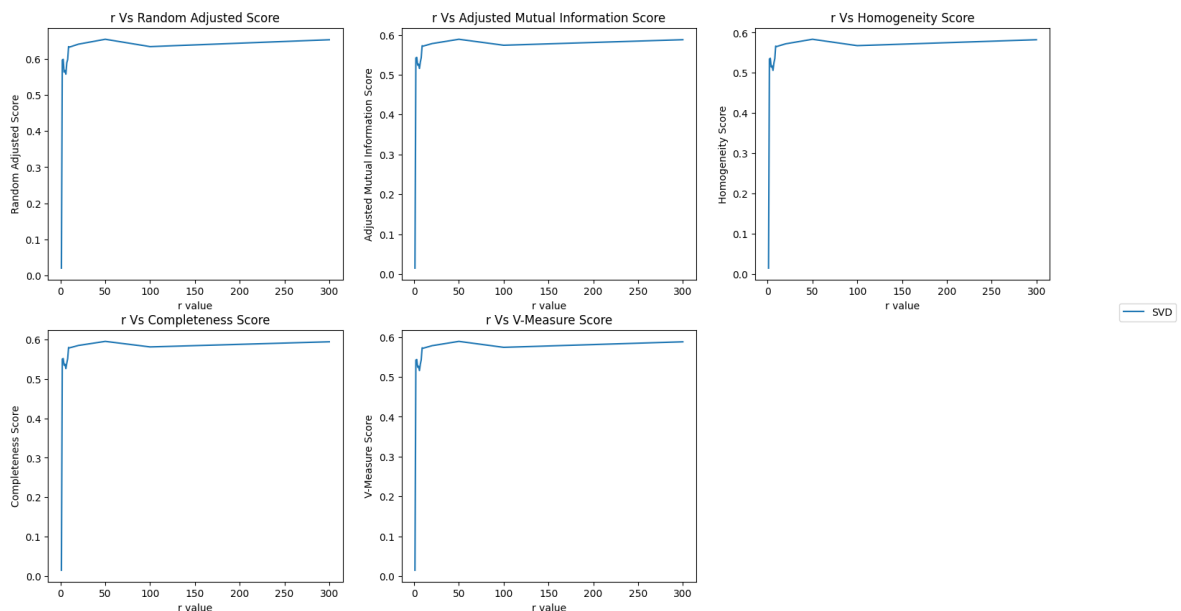 r Vs Random Adjusted Score
Random Adjusted Score
0.6
0.5
0.4
0.3
0.2
0.1
0.0
0 50 100 150 200 250 300
r value
r Vs Adjusted Mutual Information Score
Adjusted Mutual Information Score
0.6
0.5
0.4
0.3
0.2
0.1
0.0
0 50 100 150 200 250 300
r value
r Vs Homogeneity Score
Homogeneity Score
0.6
0.5
0.4
0.3
0.2
0.1
0.0
0 50 100 150 200 250 300
r value
SVD
r Vs Completeness Score
Completeness Score
0.6
0.5
0.4
0.3
0.2
0.1
0.0
0 50 100 150 200 250 300
r value
r Vs V-Measure Score
V-Measure Score
0.6
0.5
0.4
0.3
0.2
0.1
0.0
0 50 100 150 200 250 300
r value